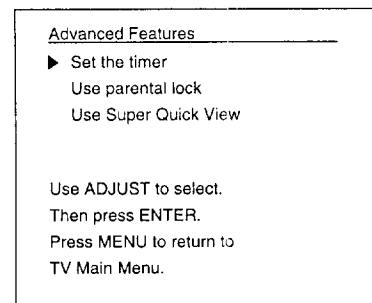 Advanced Features
Set the timer
Use parental lock
Use Super Quick View
Use ADJUST to select.
Then press ENTER.
Press MENU to return to
TV Main Menu.